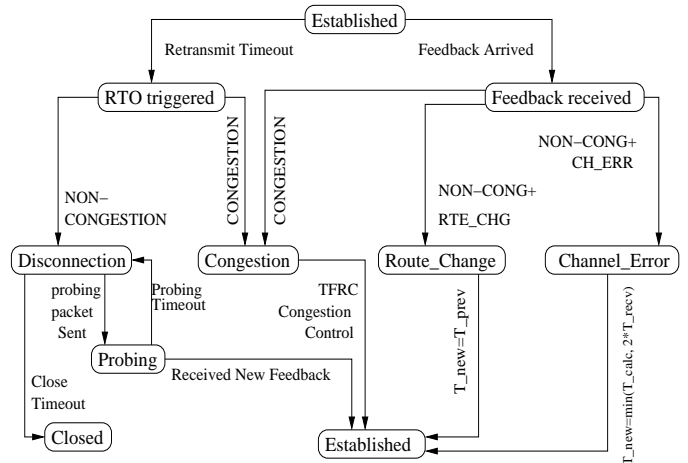 Established
Retransmit Timeout
Feedback Arrived
RTO triggered
Feedback received
CONGESTION
CONGESTION
NON−CONG+
CH_ERR
NON−
CONGESTION
NON−CONG+
RTE_CHG
Disconnection
Congestion
Route_Change
Channel_Error
probing
packet
Sent
Probing
Timeout
TFRC
Congestion
Control
T_new=T_prev
T_new=min(T_calc, 2*T_recv)
Probing
Received New Feedback
Close
Timeout
Closed
Established